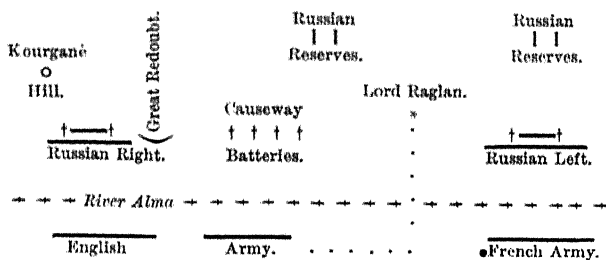 Russian
Reserves.
Russian
Reserves.
Kourganè
Hill.
Great Redoubt.
Lord Raglan.
Causeway
Batteries.
Russian Right.
Russian Left.
River Alma
English
Army.
French Army.